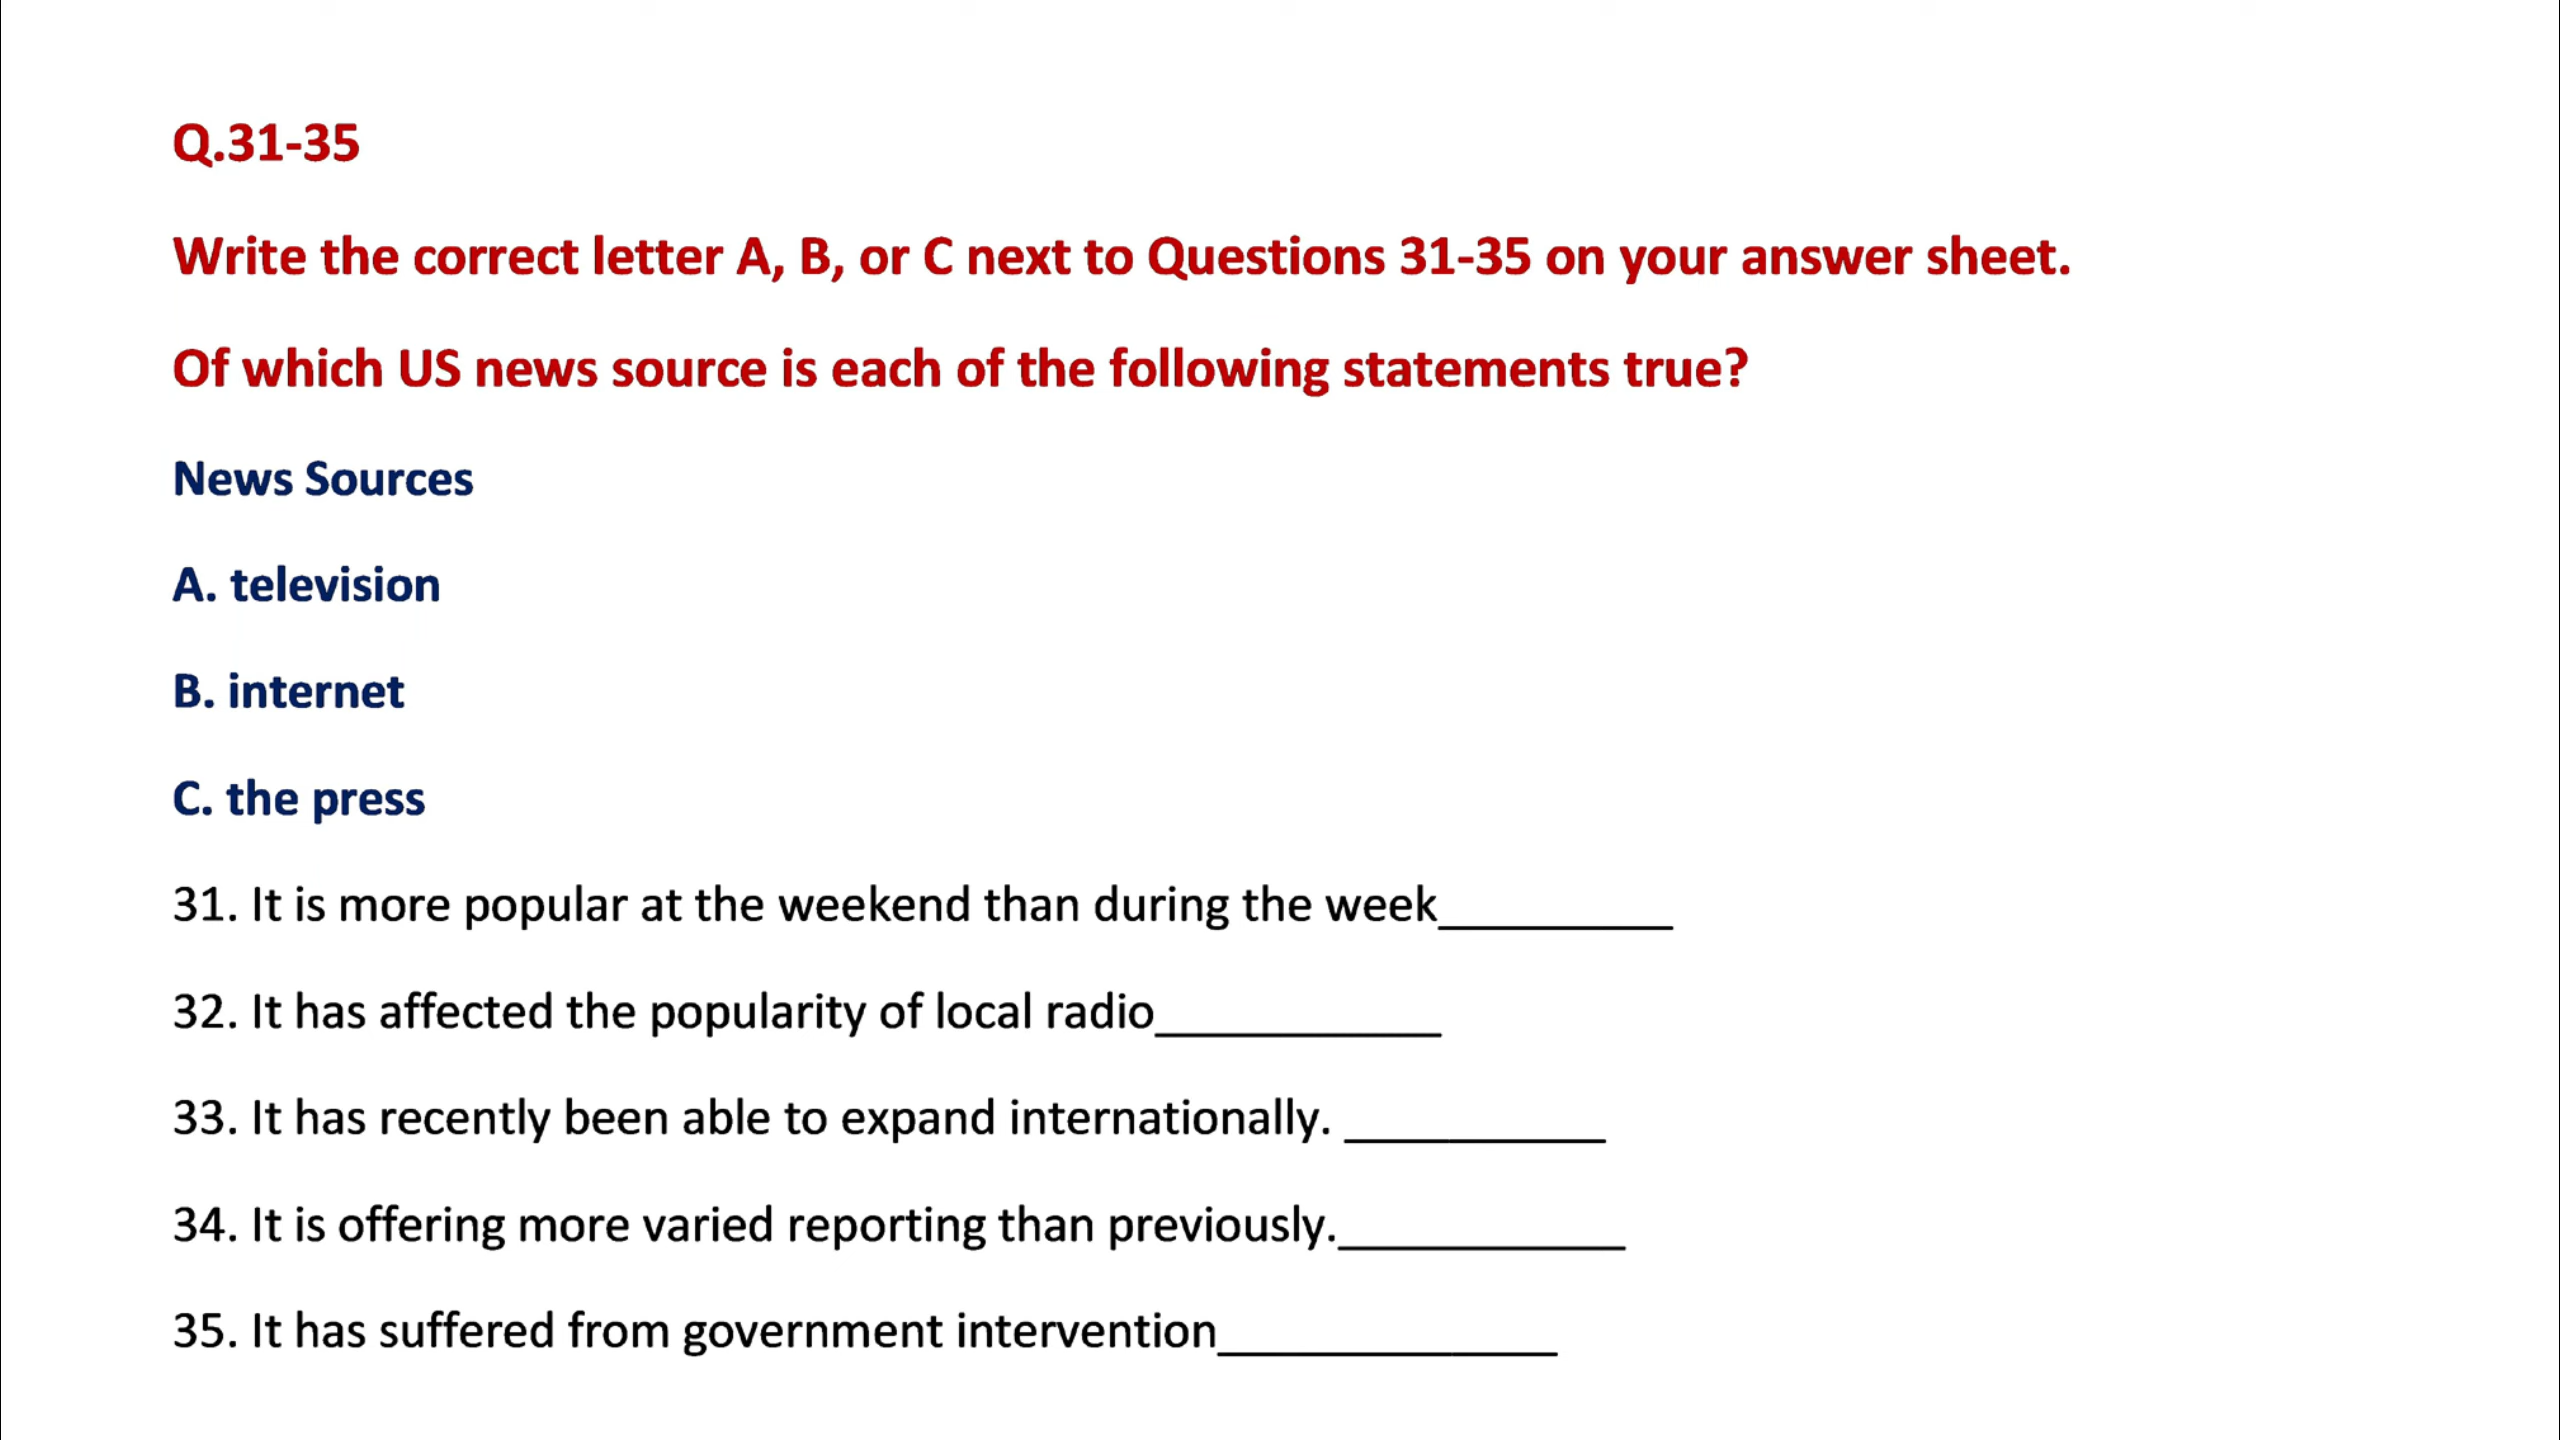 Q.31-35
Write the correct letter A, B, or C next to Questions 31-35 on your answer sheet.
Of which US news source is each of the following statements true?
News Sources
A. television
B. internet
C. the press
31. It is more popular at the weekend than during the week_________
32. It has affected the popularity of local radio___________
33. It has recently been able to expand internationally. __________
34. It is offering more varied reporting than previously.___________
35. It has suffered from government intervention_____________